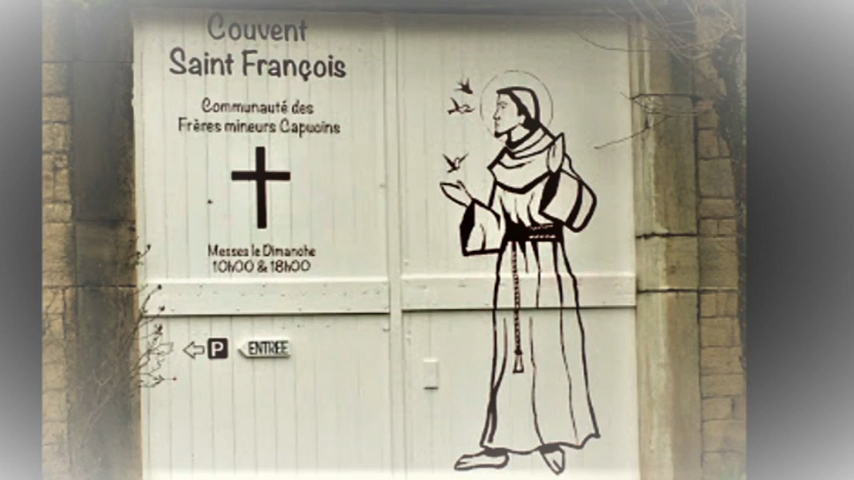 Couvent
Saint François
Communauté des
Frères mineurs Capucins
Messes le Dimanche
10h00 & 18h00
P ENTREE